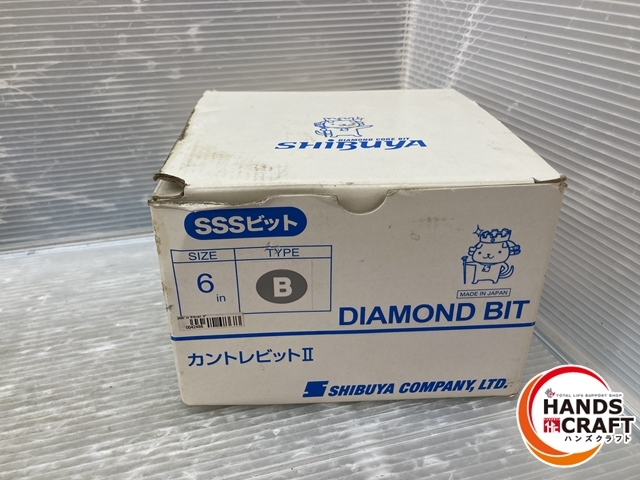 DIAMOND CORE BIT
SHIBUYA
SSSビット
SIZE
TYPE
6 in
B
0042498
MADE IN JAPAN
DIAMOND BIT
カントレビットII
SHIBUYA COMPANY, LTD.
TOTAL LIFE SUPPORT SHOP
HANDS
CRAFT
ハンズクラフト